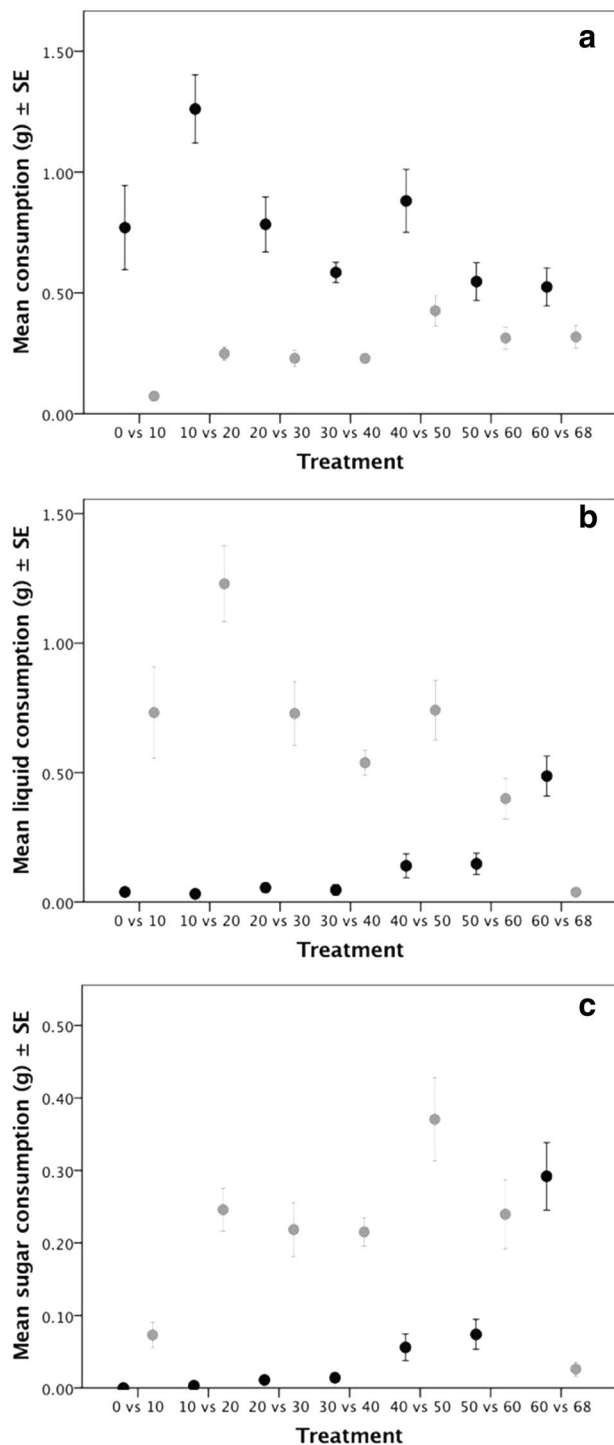 a
Mean consumption (g) ± SE
1.50
1.00
0.50
0.00
0 vs 10 10 vs 20 20 vs 30 30 vs 40 40 vs 50 50 vs 60 60 vs 68
Treatment
b
Mean liquid consumption (g) ± SE
1.50
1.00
0.50
0.00
0 vs 10 10 vs 20 20 vs 30 30 vs 40 40 vs 50 50 vs 60 60 vs 68
Treatment
c
Mean sugar consumption (g) ± SE
0.50
0.40
0.30
0.20
0.10
0.00
0 vs 10 10 vs 20 20 vs 30 30 vs 40 40 vs 50 50 vs 60 60 vs 68
Treatment